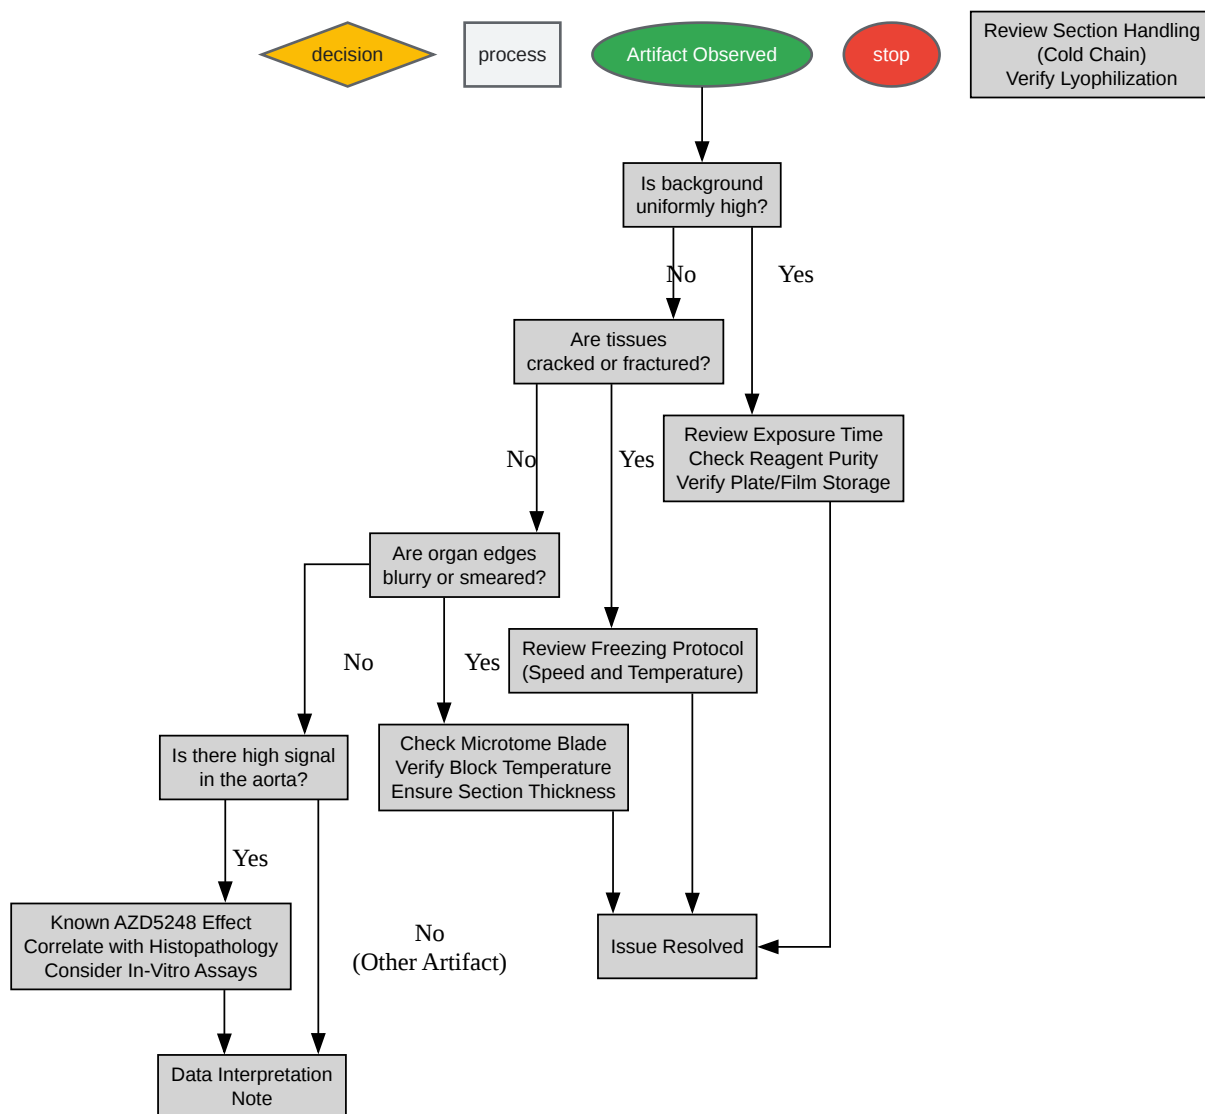 decision
process
Artifact Observed
stop
Review Section Handling
(Cold Chain)
Verify Lyophilization
Is background
uniformly high?
No
Yes
Are tissues
cracked or fractured?
Review Exposure Time
Check Reagent Purity
Verify Plate/Film Storage
No
Yes
Are organ edges
blurry or smeared?
Review Freezing Protocol
(Speed and Temperature)
No
Yes
Check Microtome Blade
Verify Block Temperature
Ensure Section Thickness
Is there high signal
in the aorta?
Yes
Known AZD5248 Effect
Correlate with Histopathology
Consider In-Vitro Assays
No
(Other Artifact)
Issue Resolved
Data Interpretation
Note